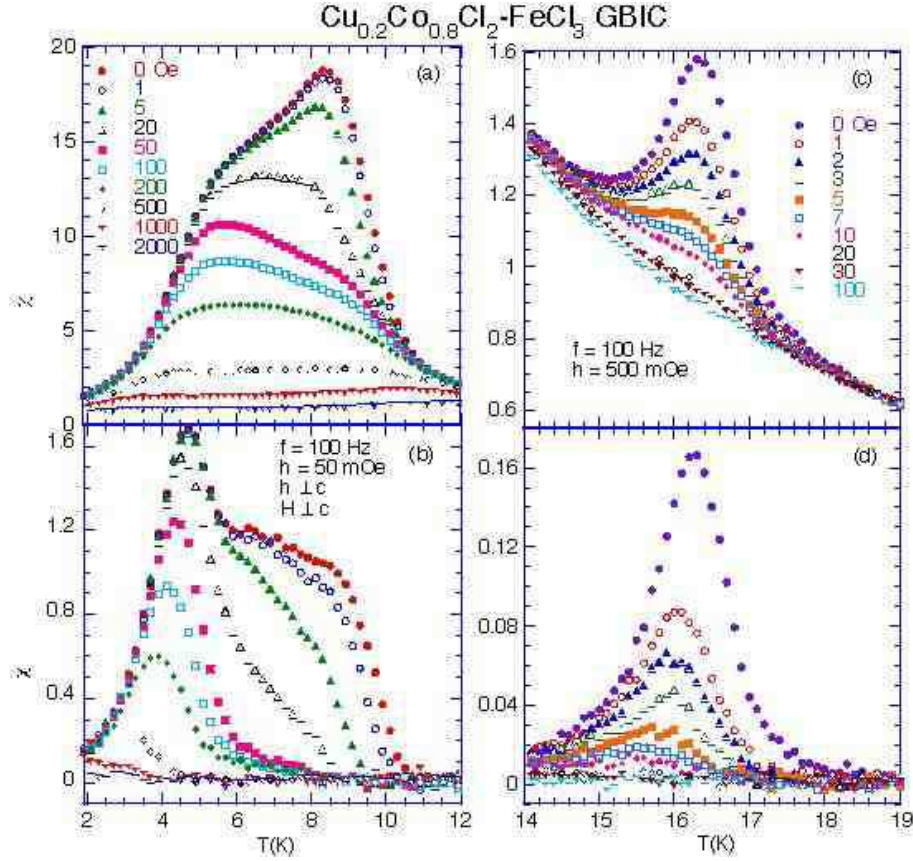 Cu0.2Co0.8Cl2-FeCl3 GBIC
20
15
10
5
0
(a)
0 Oe
1
5
20
50
100
200
500
1000
2000
χ
1.6
1.4
1.2
1
0.8
0.6
(c)
0 Oe
1
2
3
5
7
10
20
30
100
f = 100 Hz
h = 500 mOe
1.6
1.2
0.8
0.4
0
(b)
f = 100 Hz
h = 50 mOe
h ⊥ c
H ⊥ c
χ
2 4 6 8 10 12
T(K)
0.16
0.12
0.08
0.04
0
(d)
14 15 16 17 18 19
T(K)